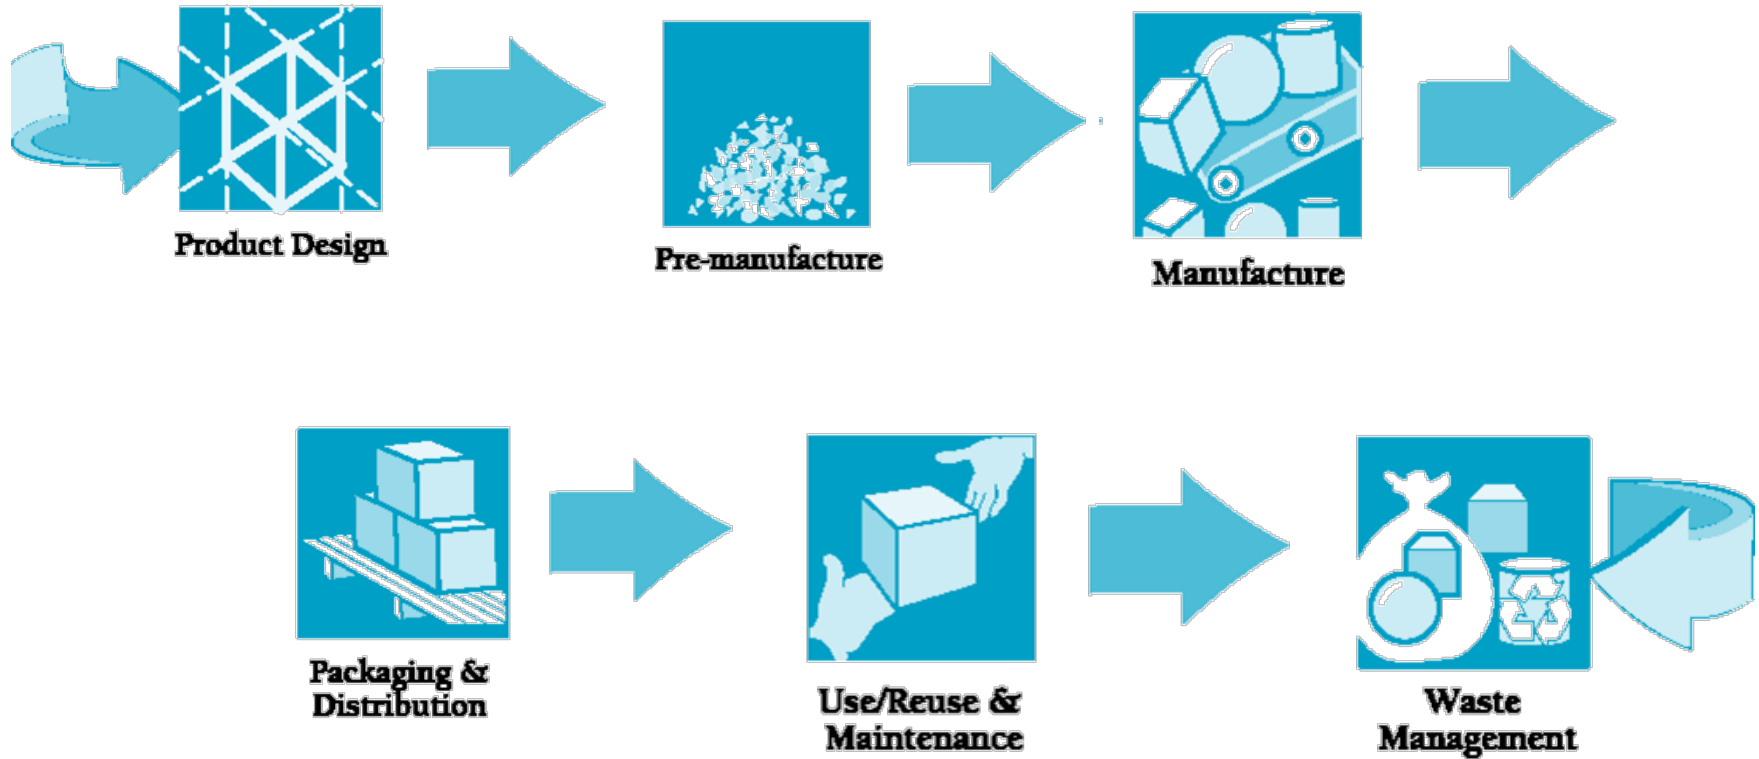 Product Design
Pre-manufacture
Manufacture
Packaging &
Distribution
Use/Reuse &
Maintenance
Waste
Management